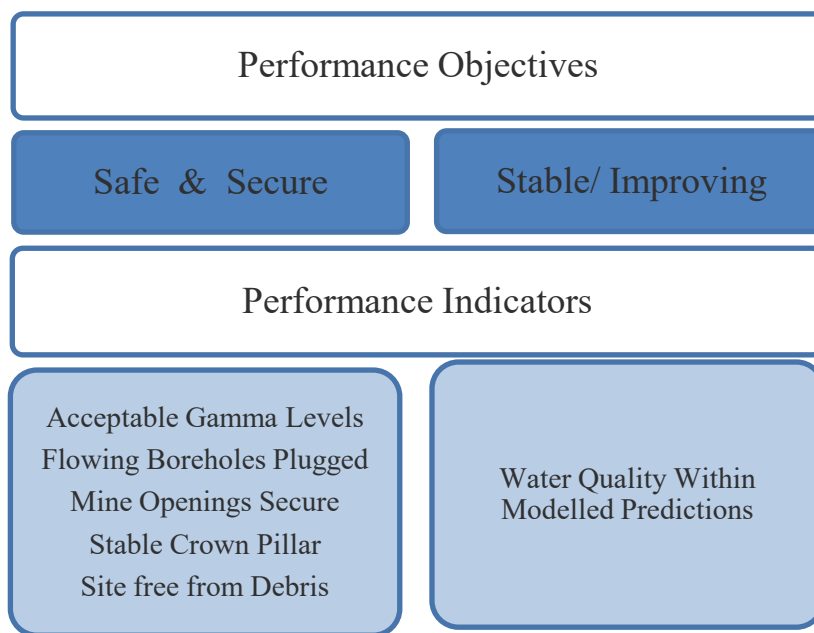 Performance Objectives
Safe & Secure
Stable/ Improving
Performance Indicators
Acceptable Gamma Levels
Flowing Boreholes Plugged
Mine Openings Secure
Stable Crown Pillar
Site free from Debris
Water Quality Within
Modelled Predictions